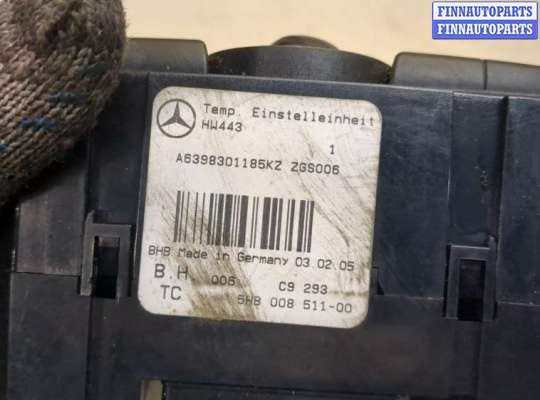 FINNAUTOPARTS
FINNAUTOPARTS
Temp. Einstelleinheit
HW443
1
A6398301185KZ ZGS006
BHB Made in Germany 03.02.05
B.H 005 C9 293
TC 5HB 008 511-00